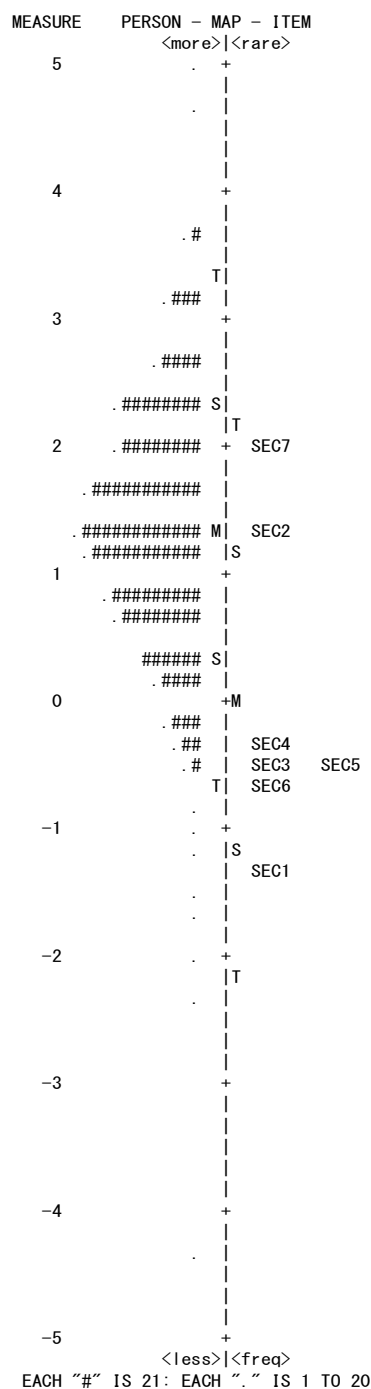 MEASURE PERSON - MAP - ITEM
<more>|<rare>
5 . +
|
. |
|
|
4 +
|
.# |
|
T|
.### |
3 +
|
.#### |
|
.######## S|
|T
2 .######## + SEC7
|
.########### |
|
.############ M| SEC2
.########### |S
1 +
.######### |
.######## |
|
###### S|
.#### |
0 +M
.### |
.## | SEC4
.# | SEC3 SEC5
T| SEC6
. |
-1 . +
. |S
| SEC1
. |
. |
|
-2 . +
|T
. |
|
|
|
-3 +
|
|
|
|
-4 +
|
. |
|
|
|
-5 +
<less>|<freq>
EACH "#" IS 21: EACH "." IS 1 TO 20